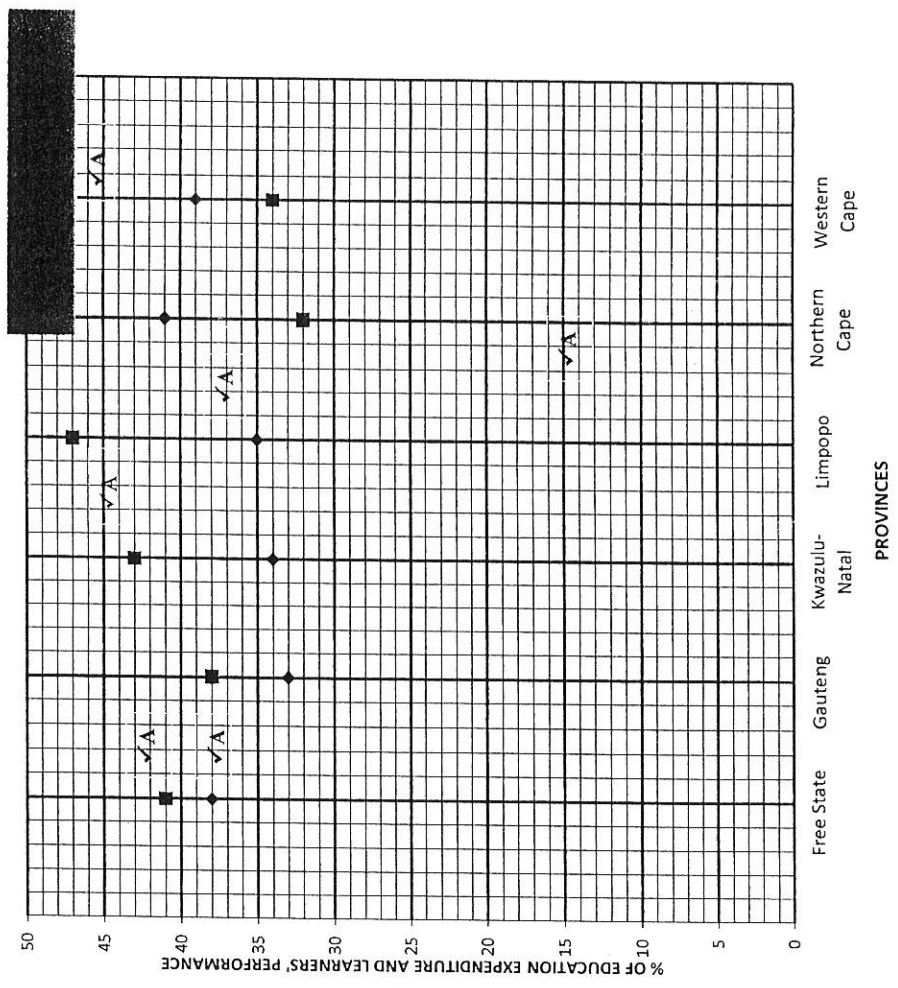 50
45
40
35
30
25
20
15
10
5
0
% OF EDUCATION EXPENDITURE AND LEARNERS' PERFORMANCE
√A
√A
√A
√A
√A
√A
Free State
Gauteng
Kwazulu-
Natal
Limpopo
Northern
Cape
Western
Cape
PROVINCES